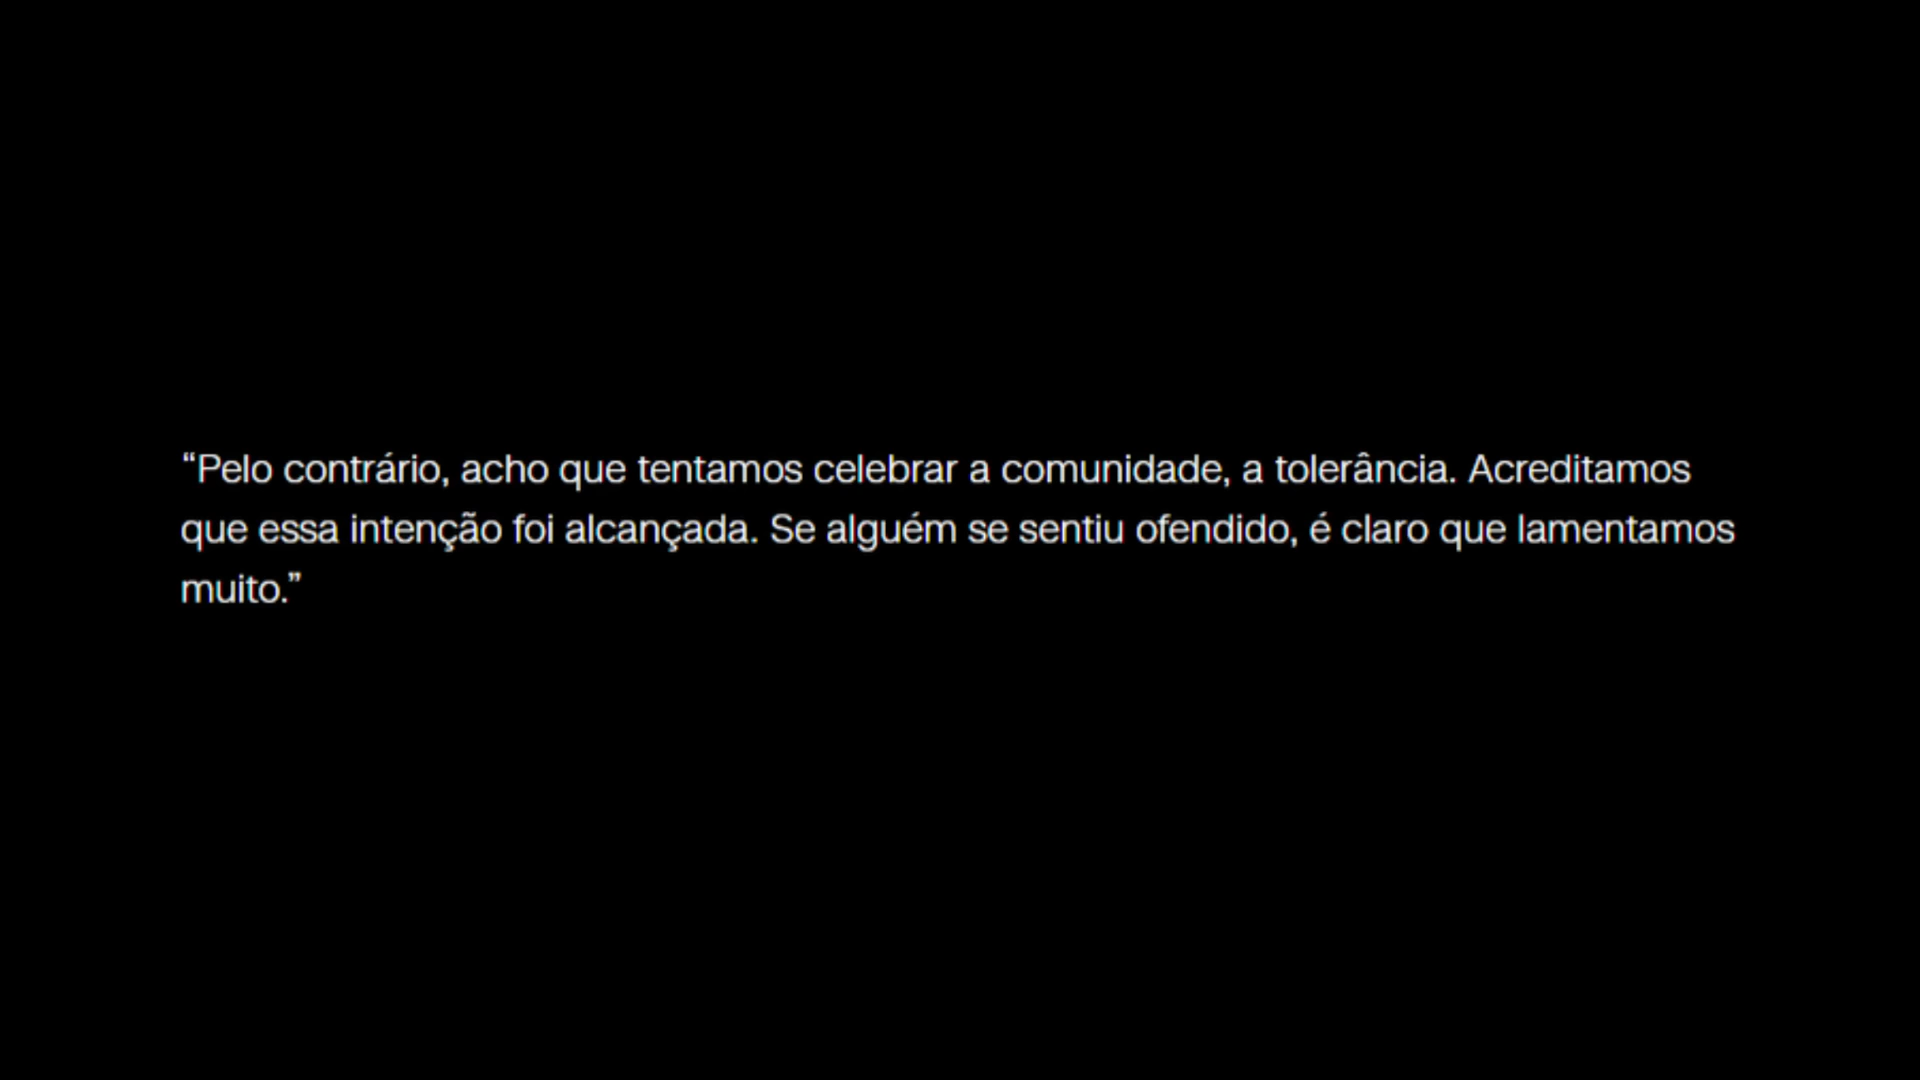 “Pelo contrário, acho que tentamos celebrar a comunidade, a tolerância. Acreditamos
que essa intenção foi alcançada. Se alguém se sentiu ofendido, é claro que lamentamos
muito.”